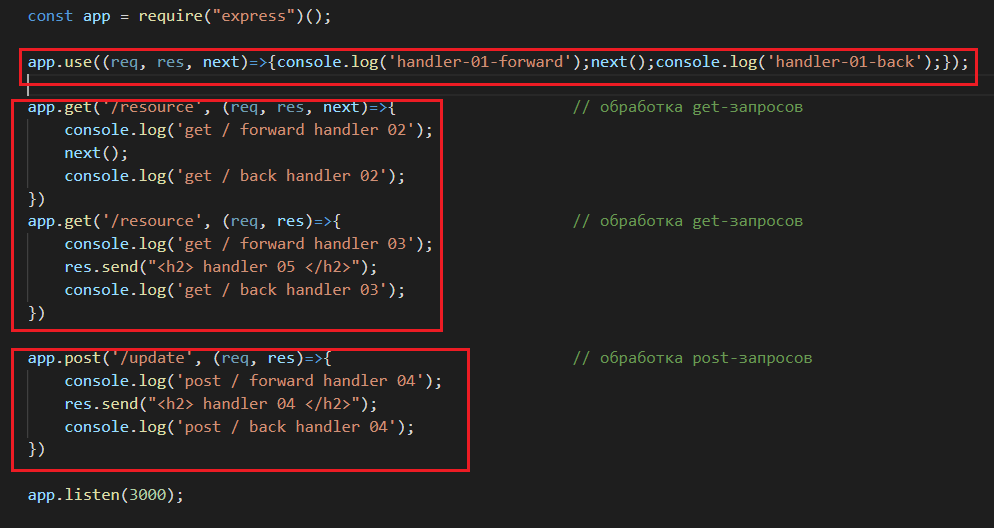 const app = require("express")();
app.use((req, res, next)=>{console.log('handler-01-forward');next();console.log('handler-01-back');});
app.get('/resource', (req, res, next)=>{ // обработка get-запросов
console.log('get / forward handler 02');
next();
console.log('get / back handler 02');
})
app.get('/resource', (req, res)=>{ // обработка get-запросов
console.log('get / forward handler 03');
res.send("<h2> handler 05 </h2>");
console.log('get / back handler 03');
})
app.post('/update', (req, res)=>{ // обработка post-запросов
console.log('post / forward handler 04');
res.send("<h2> handler 04 </h2>");
console.log('post / back handler 04');
})
app.listen(3000);